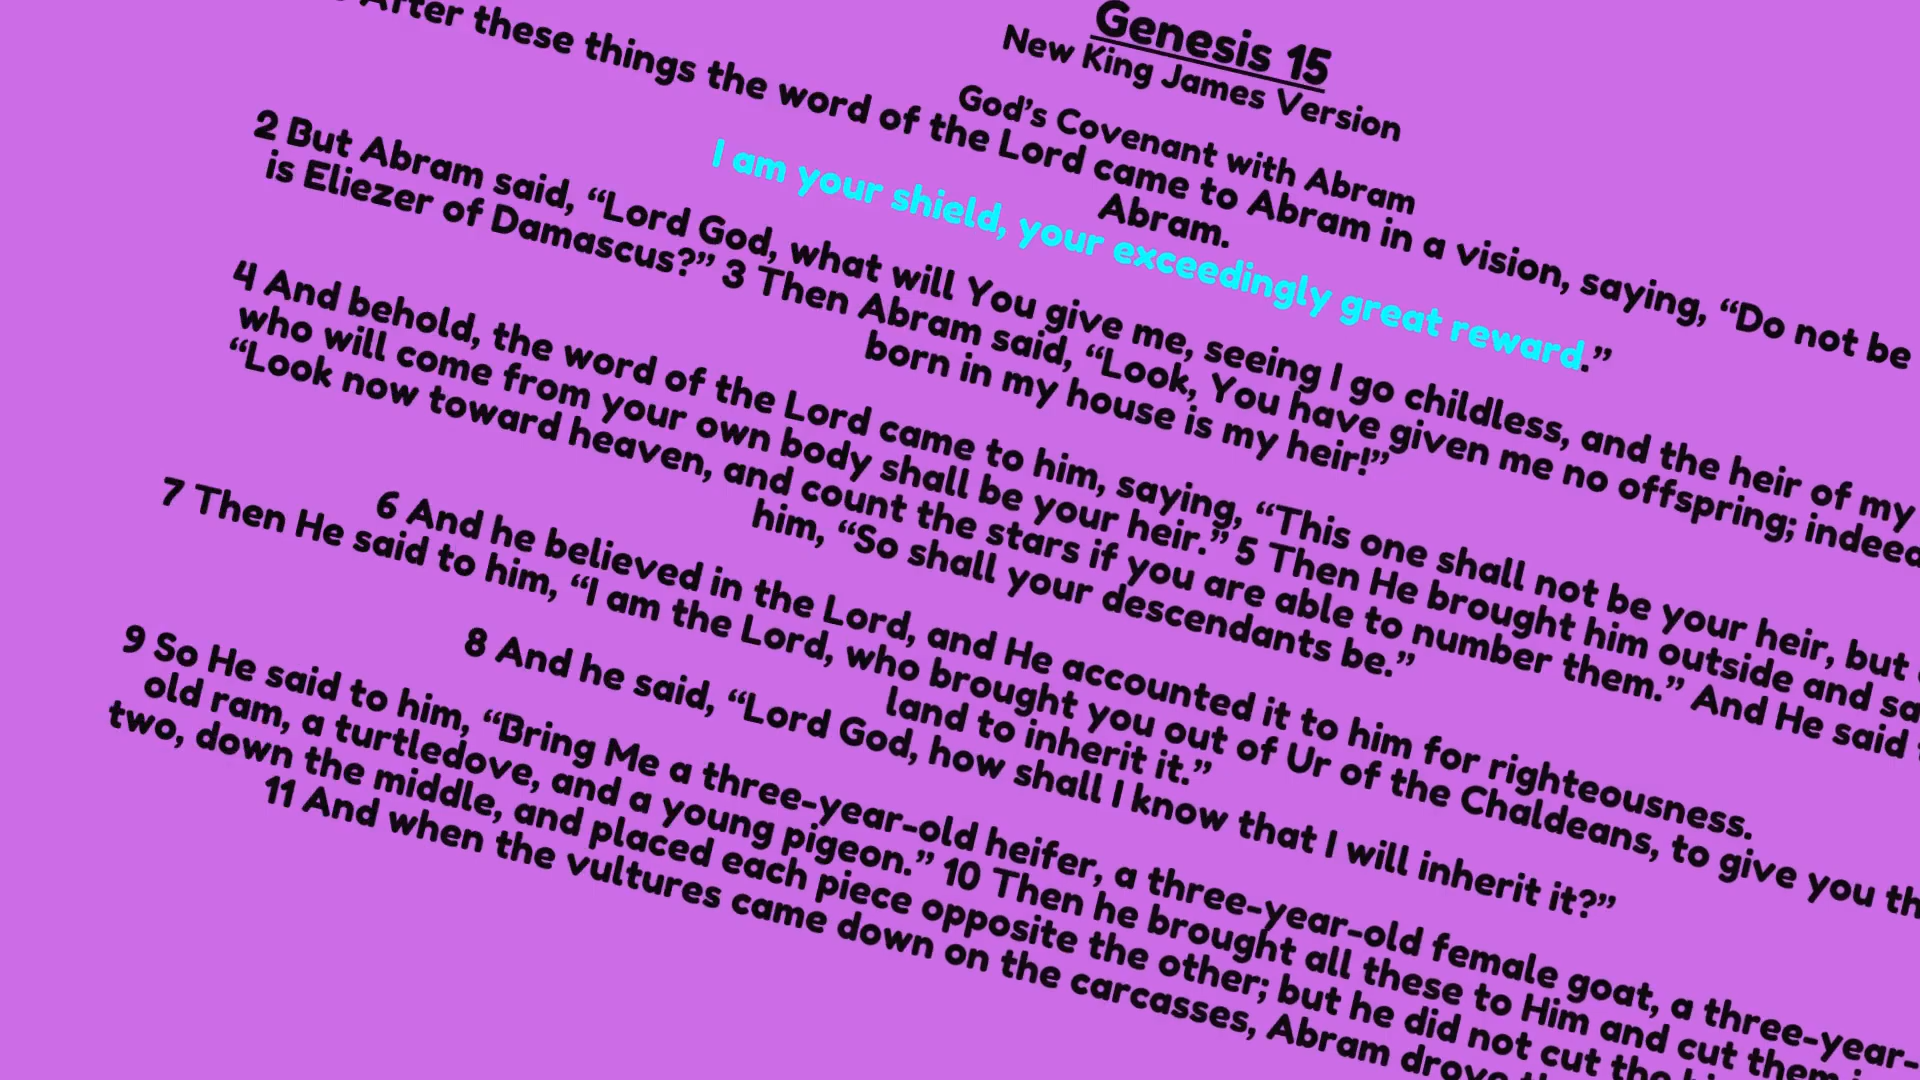 Genesis 15
New King James Version
God’s Covenant with Abram
After these things the word of the Lord came to Abram in a vision, saying, “Do not be
Abram.
I am your shield, your exceedingly great reward.”
2 But Abram said, “Lord God, what will You give me, seeing I go childless, and the heir of my
is Eliezer of Damascus?” 3 Then Abram said, “Look, You have given me no offspring; indeed
born in my house is my heir!”
4 And behold, the word of the Lord came to him, saying, “This one shall not be your heir, but
who will come from your own body shall be your heir.” 5 Then He brought him outside and sa
“Look now toward heaven, and count the stars if you are able to number them.” And He said
him, “So shall your descendants be.”
6 And he believed in the Lord, and He accounted it to him for righteousness.
7 Then He said to him, “I am the Lord, who brought you out of Ur of the Chaldeans, to give you th
land to inherit it.”
8 And he said, “Lord God, how shall I know that I will inherit it?”
9 So He said to him, “Bring Me a three-year-old heifer, a three-year-old female goat, a three-year-
old ram, a turtledove, and a young pigeon.” 10 Then he brought all these to Him and cut them
two, down the middle, and placed each piece opposite the other; but he did not cut the
11 And when the vultures came down on the carcasses, Abram drove